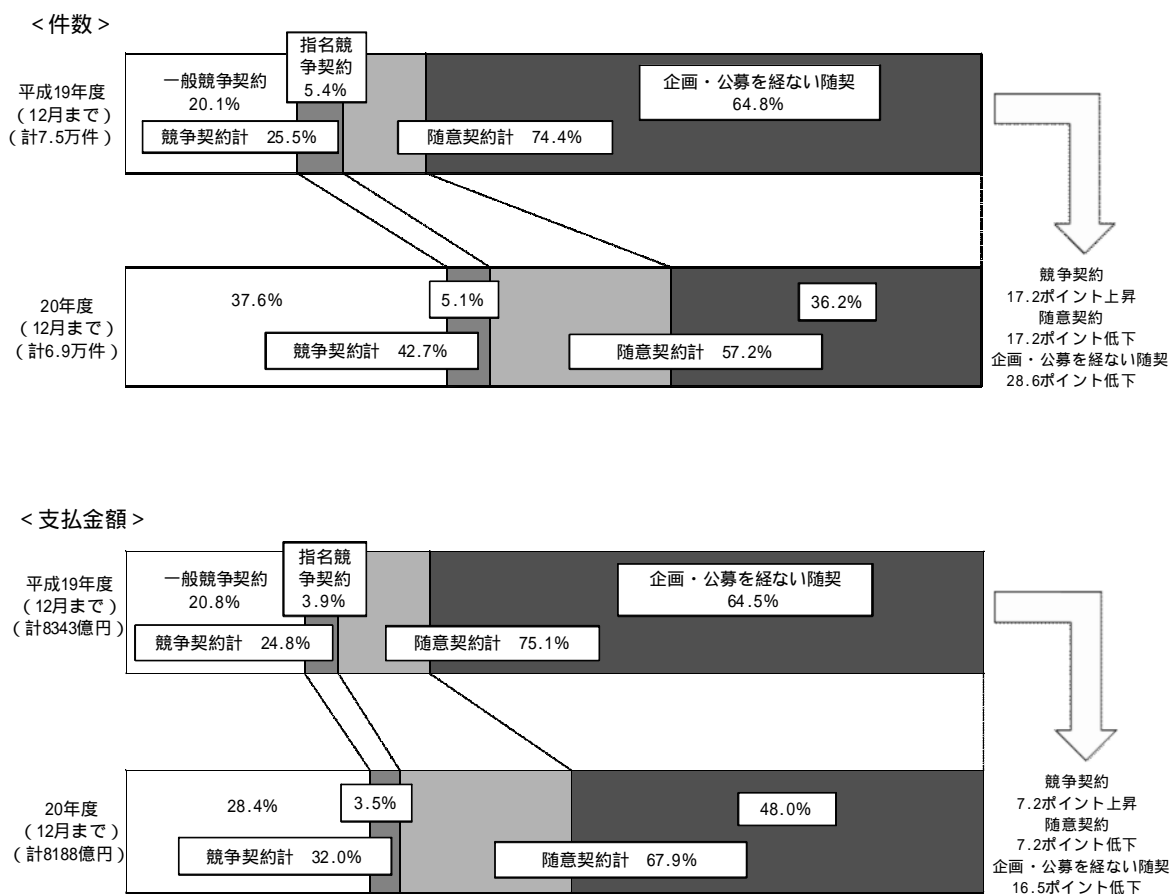 <件数>
平成19年度
(12月まで)
(計7.5万件)
一般競争契約
20.1%
指名競
争契約
5.4%
企画・公募を経ない随契
64.8%
競争契約計 25.5%
随意契約計 74.4%
20年度
(12月まで)
(計6.9万件)
37.6%
5.1%
36.2%
競争契約計 42.7%
随意契約計 57.2%
競争契約
17.2ポイント上昇
随意契約
17.2ポイント低下
企画・公募を経ない随契
28.6ポイント低下
<支払金額>
平成19年度
(12月まで)
(計8343億円)
一般競争契約
20.8%
指名競
争契約
3.9%
企画・公募を経ない随契
64.5%
競争契約計 24.8%
随意契約計 75.1%
20年度
(12月まで)
(計8188億円)
28.4%
3.5%
48.0%
競争契約計 32.0%
随意契約計 67.9%
競争契約
7.2ポイント上昇
随意契約
7.2ポイント低下
企画・公募を経ない随契
16.5ポイント低下